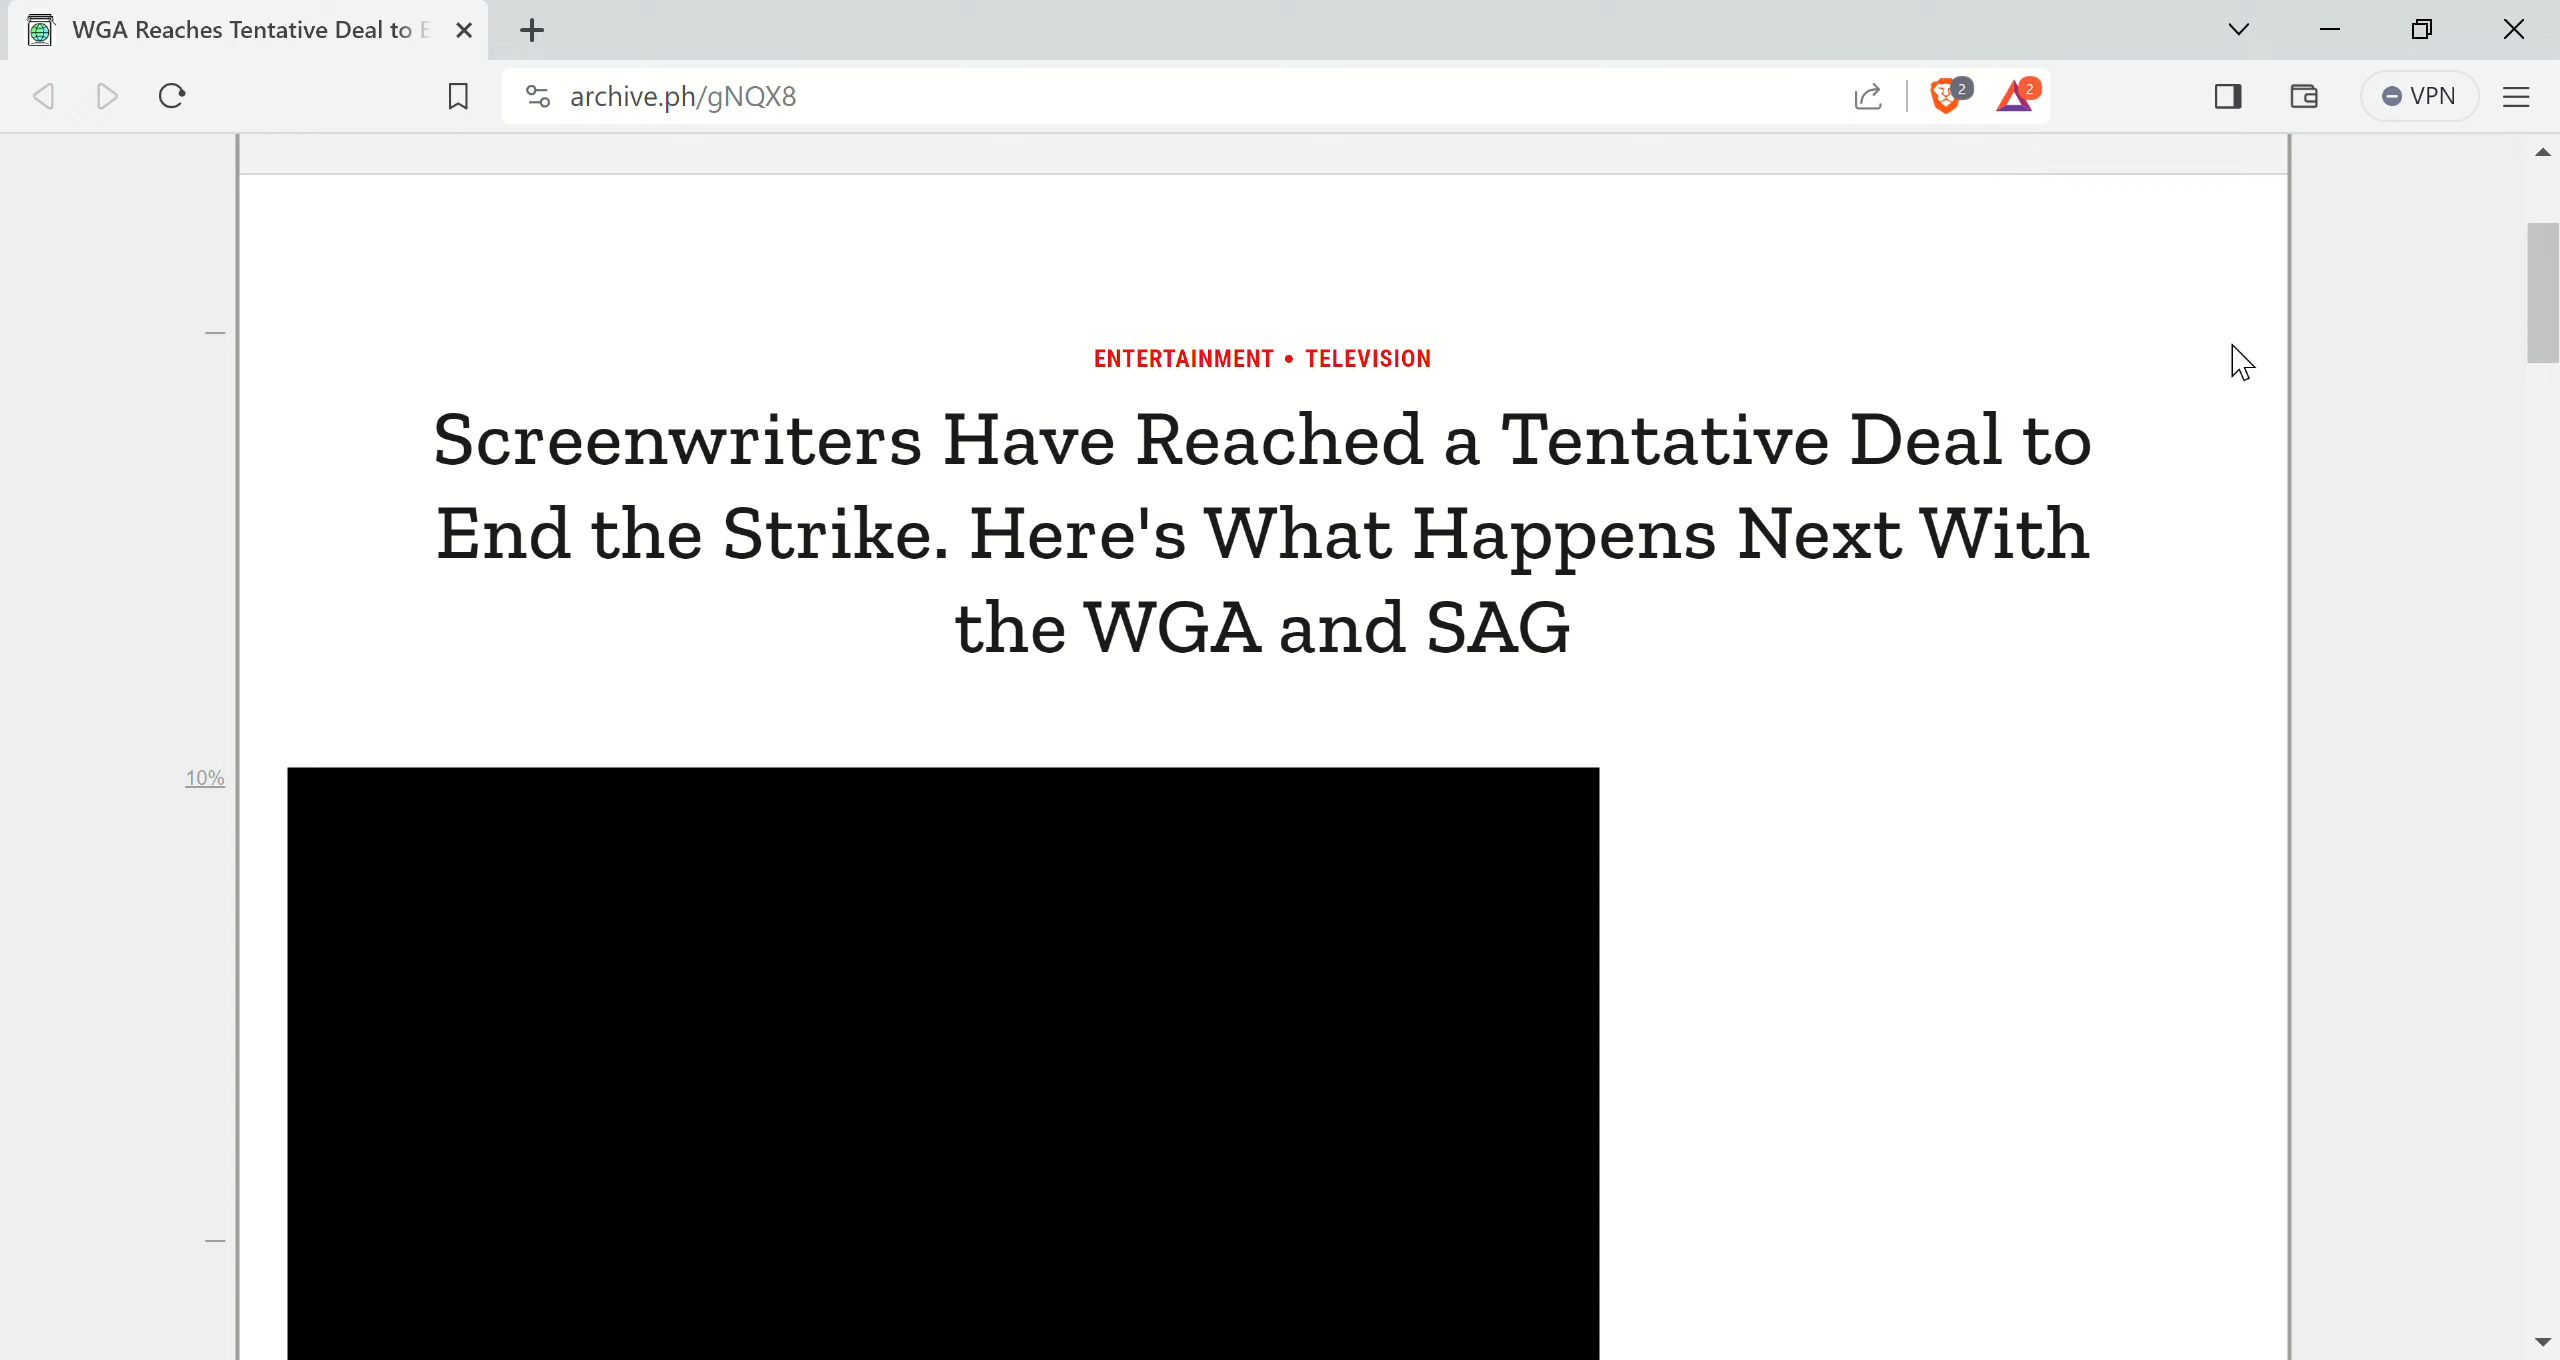 WGA Reaches Tentative Deal to
archive.ph/gNQX8
2
2
VPN
ENTERTAINMENT • TELEVISION
Screenwriters Have Reached a Tentative Deal to
End the Strike. Here's What Happens Next With
the WGA and SAG
10%